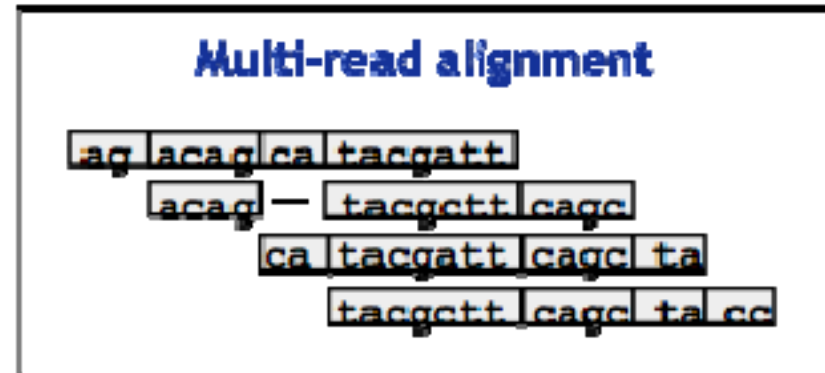 Multi-read alignment
ag acag ca tacgatt
acag – tacgctt cagc
ca tacgatt cagc ta
tacgctt cagc ta cc